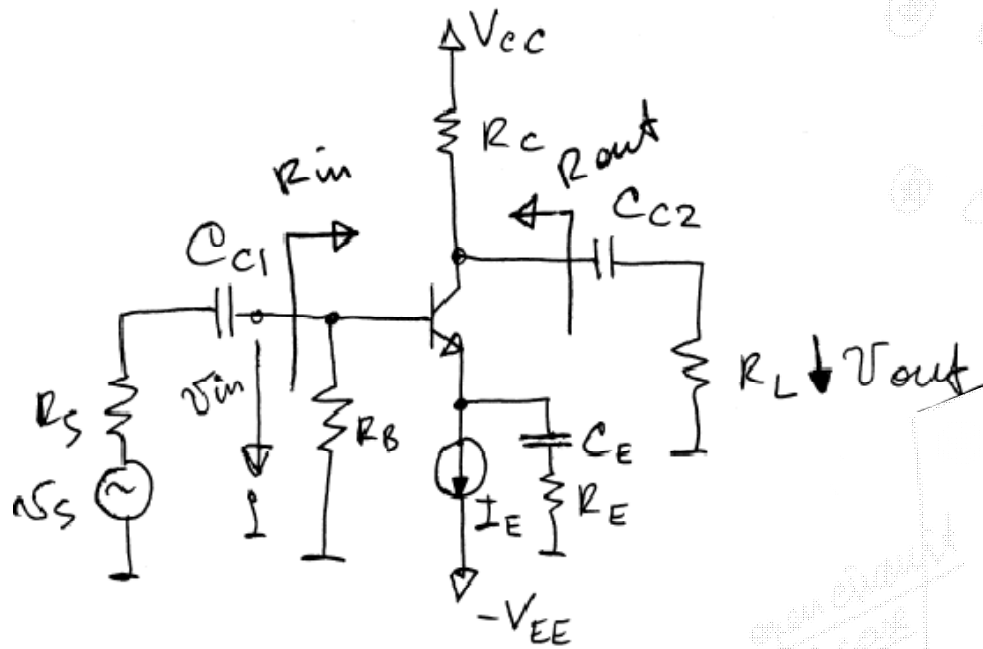 Vcc
Rc
Rin
Rout
Cc1
Cc2
Rs
vin
RB
CE
RL
Vout
vs
IE
RE
-VEE